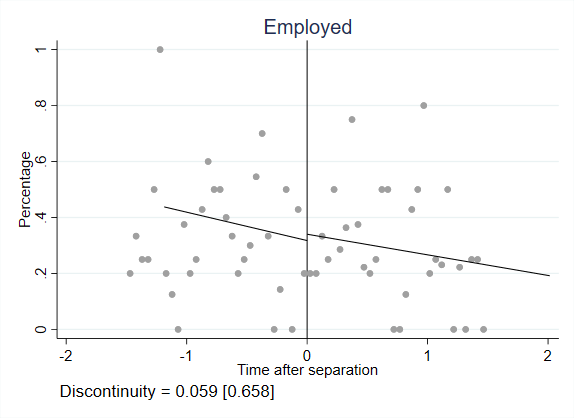 Employed
Percentage
1
.8
.6
.4
.2
0
-2 -1 0 1 2
Time after separation
Discontinuity = 0.059 [0.658]